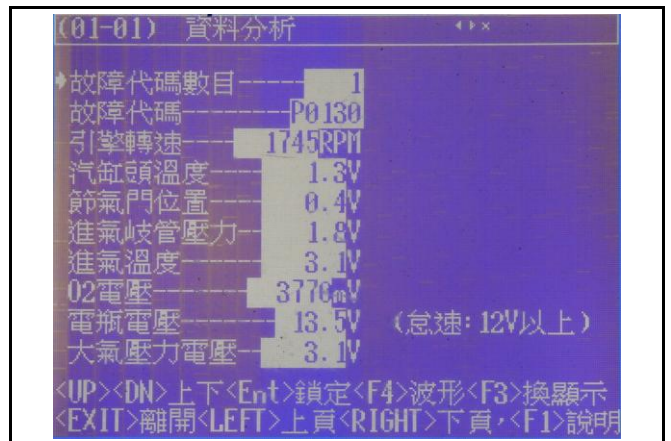 (01-01) 資料分析
故障代碼數目-----1
故障代碼--------P0130
引擎轉速----1745RPM
汽缸頭溫度----1.3V
節氣門位置----0.4V
進氣岐管壓力--1.8V
進氣溫度------3.1V
O2電壓-------3770mV
電瓶電壓------13.5V (怠速:12V以上)
大氣壓力電壓--3.1V
<UP><DN>上下<Ent>鎖定<F4>波形<F3>換顯示
<EXIT>離開<LEFT>上頁<RIGHT>下頁,<F1>說明